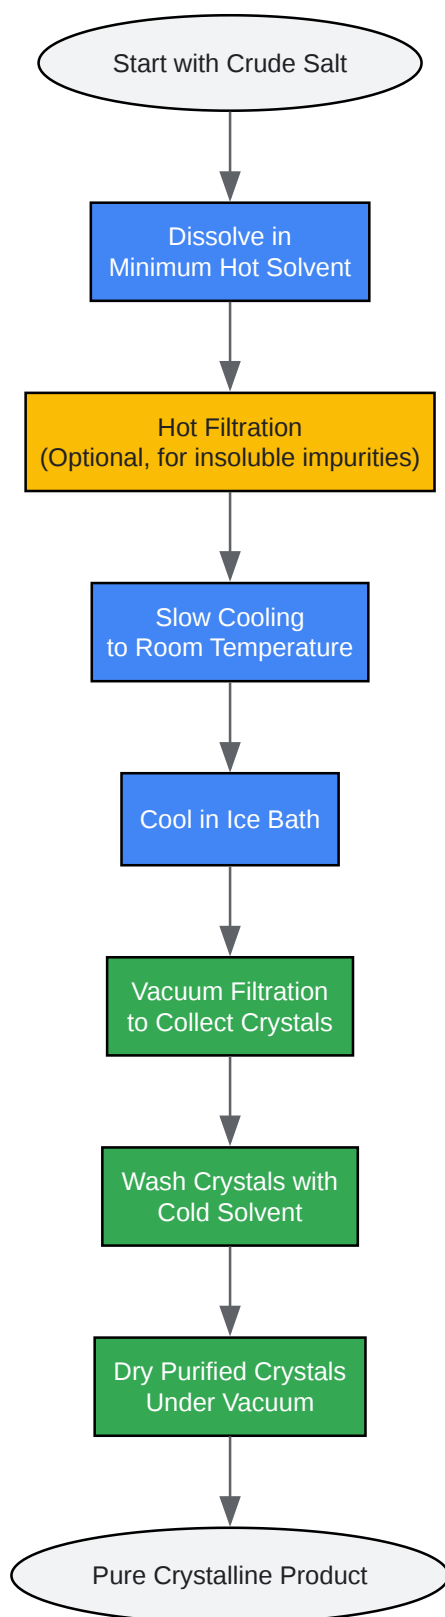 Start with Crude Salt
Dissolve in
Minimum Hot Solvent
Hot Filtration
(Optional, for insoluble impurities)
Slow Cooling
to Room Temperature
Cool in Ice Bath
Vacuum Filtration
to Collect Crystals
Wash Crystals with
Cold Solvent
Dry Purified Crystals
Under Vacuum
Pure Crystalline Product